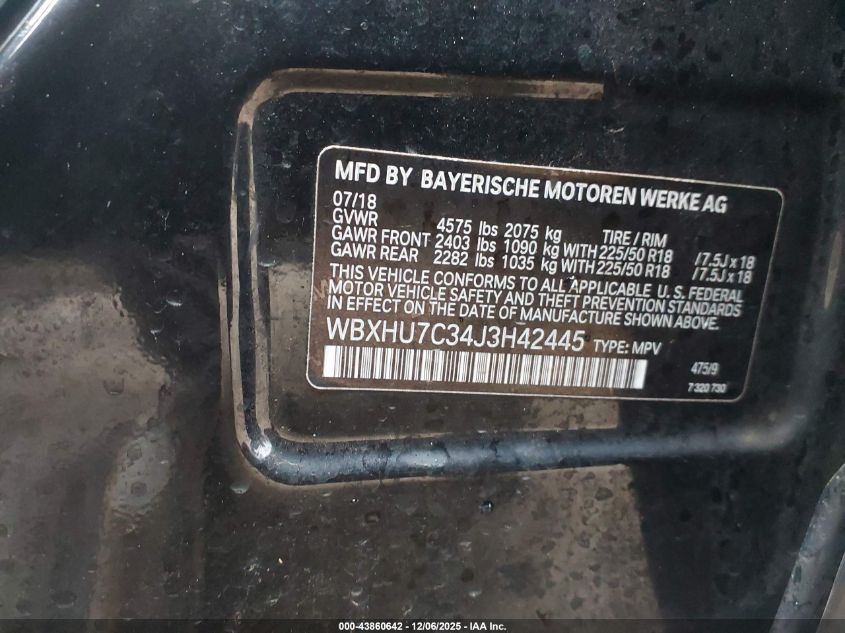 MFD BY BAYERISCHE MOTOREN WERKE AG
07/18
GVWR 4575 lbs 2075 kg TIRE / RIM
GAWR FRONT 2403 lbs 1090 kg WITH 225/50 R18 /7.5J x 18
GAWR REAR 2282 lbs 1035 kg WITH 225/50 R18 /7.5J x 18
THIS VEHICLE CONFORMS TO ALL APPLICABLE U.S. FEDERAL
MOTOR VEHICLE SAFETY AND THEFT PREVENTION STANDARDS
IN EFFECT ON THE DATE OF MANUFACTURE SHOWN ABOVE
WBXHU7C34J3H42445 TYPE: MPV
475/9
7 320 730
000-43860642 - 12/06/2025 - IAA Inc.